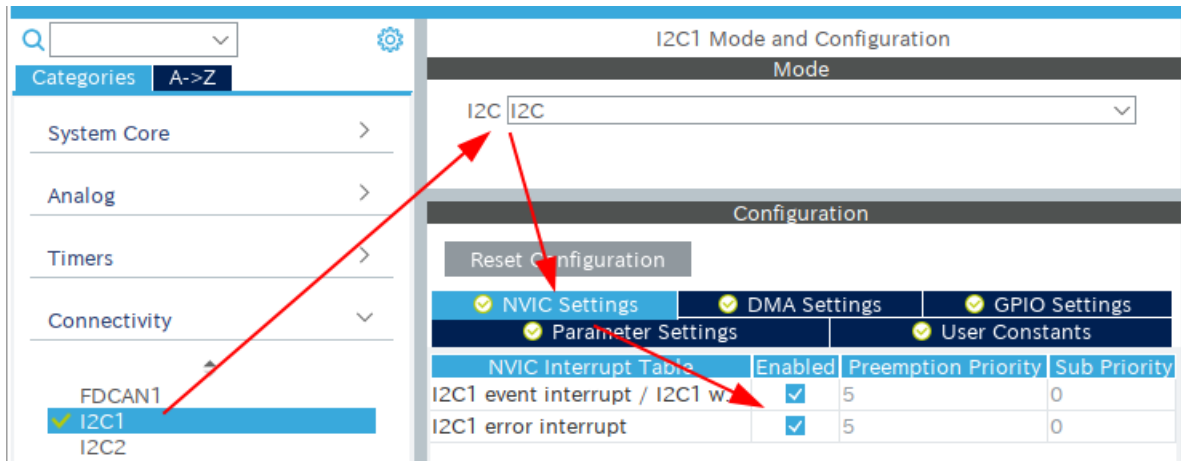 Categories A->Z
System Core
Analog
Timers
Connectivity
FDCAN1
I2C1
I2C2
I2C1 Mode and Configuration
Mode
I2C I2C
Configuration
Reset Configuration
NVIC Settings DMA Settings GPIO Settings
Parameter Settings User Constants
NVIC Interrupt Table Enabled Preemption Priority Sub Priority
I2C1 event interrupt / I2C1 w... 5 0
I2C1 error interrupt 5 0